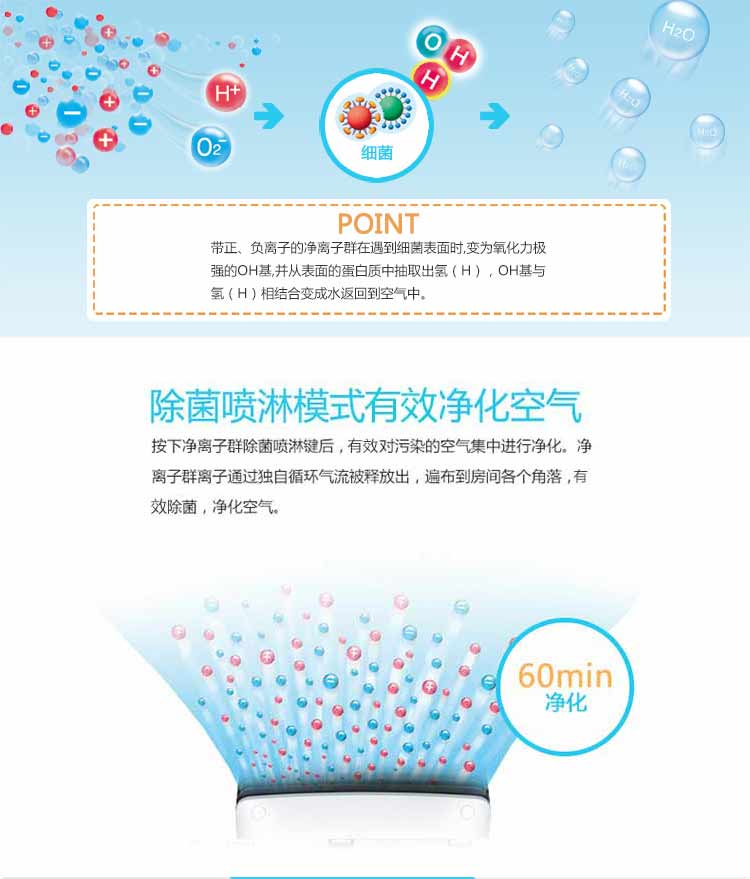 H+
O2-
O H H
细菌
H2O
H2O
H2O
H2O
H2O
H2O
POINT
带正、负离子的净离子群在遇到细菌表面时,变为氧化力极
强的OH基,并从表面的蛋白质中抽取出氢(H),OH基与
氢(H)相结合变成水返回到空气中。
除菌喷淋模式有效净化空气
按下净离子群除菌喷淋键后,有效对污染的空气集中进行净化。净
离子群离子通过独自循环气流被释放出,遍布到房间各个角落,有
效除菌,净化空气。
60min
净化